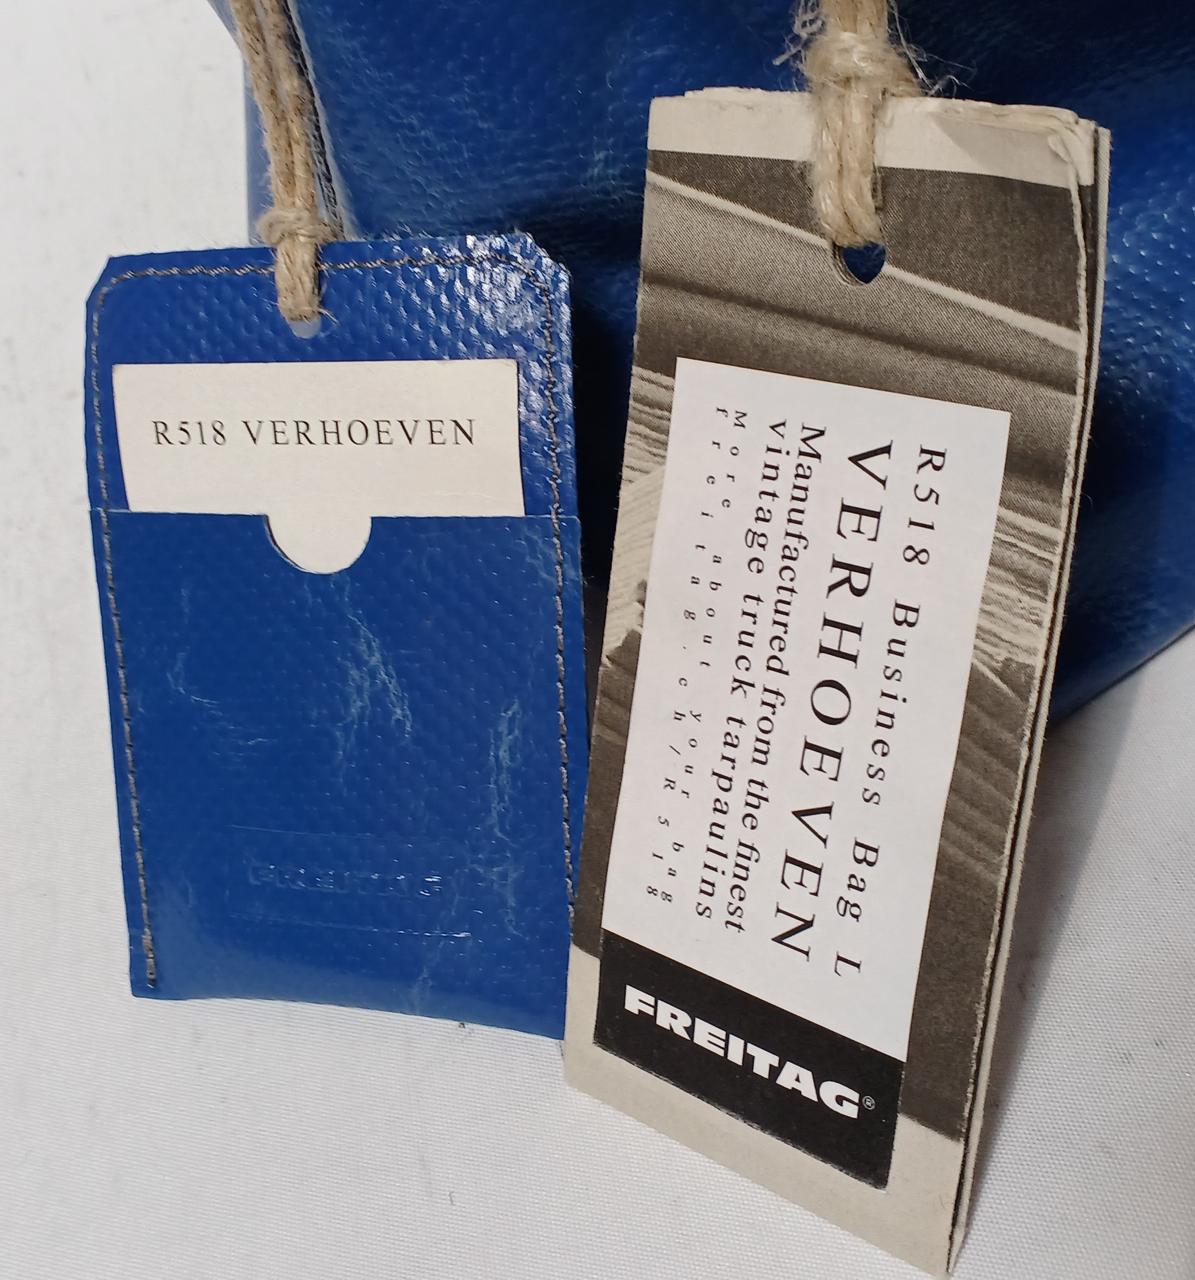 R518 VERHOEVEN
FREITAG
R518 Business Bag L
VERHOEVEN
Manufactured from the finest
vintage truck tarpaulins
More about your bag
freitag.ch/R518
FREITAG®